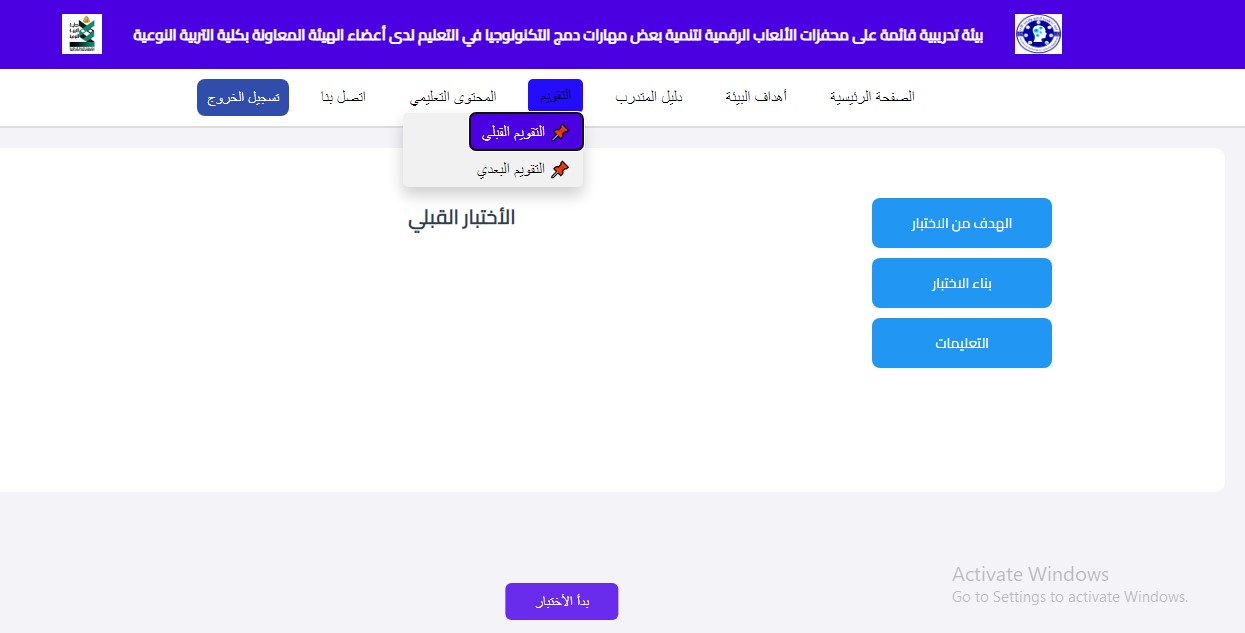 بيئة تدريبية قائمة على محفزات الألعاب الرقمية لتنمية بعض مهارات دمج التكنولوجيا في التعليم لدى أعضاء الهيئة المعاونة بكلية التربية النوعية
الصفحة الرئيسية أهداف البيئة دليل المتدرب التقويم المحتوى التعليمي اتصل بنا تسجيل الخروج
التقويم القبلي
التقويم البعدي
الأختبار القبلي
الهدف من الاختبار
بناء الاختبار
التعليمات
بدأ الأختبار
Activate Windows
Go to Settings to activate Windows.